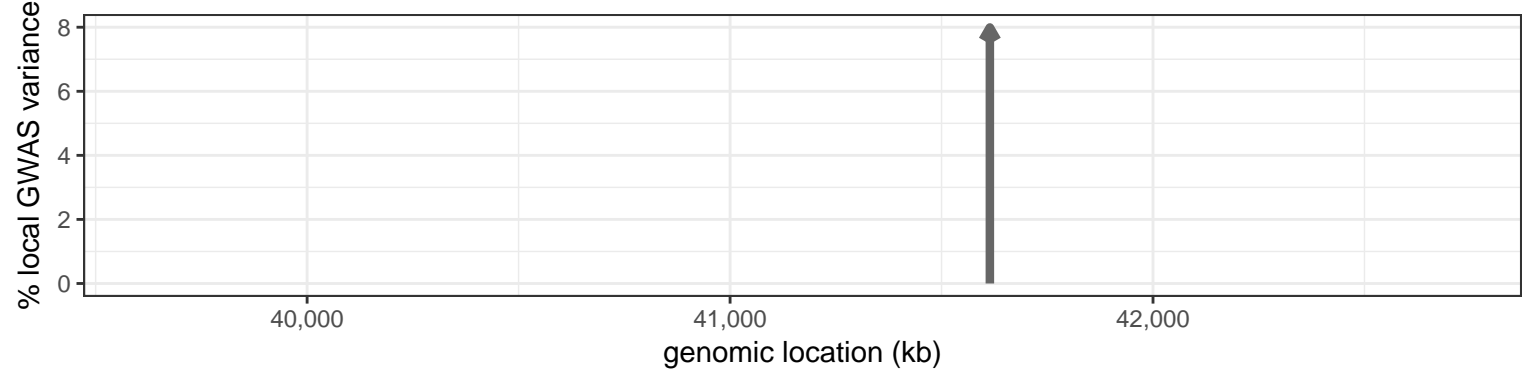 % local GWAS variance
8
6
4
2
0
40,000 41,000 42,000
genomic location (kb)